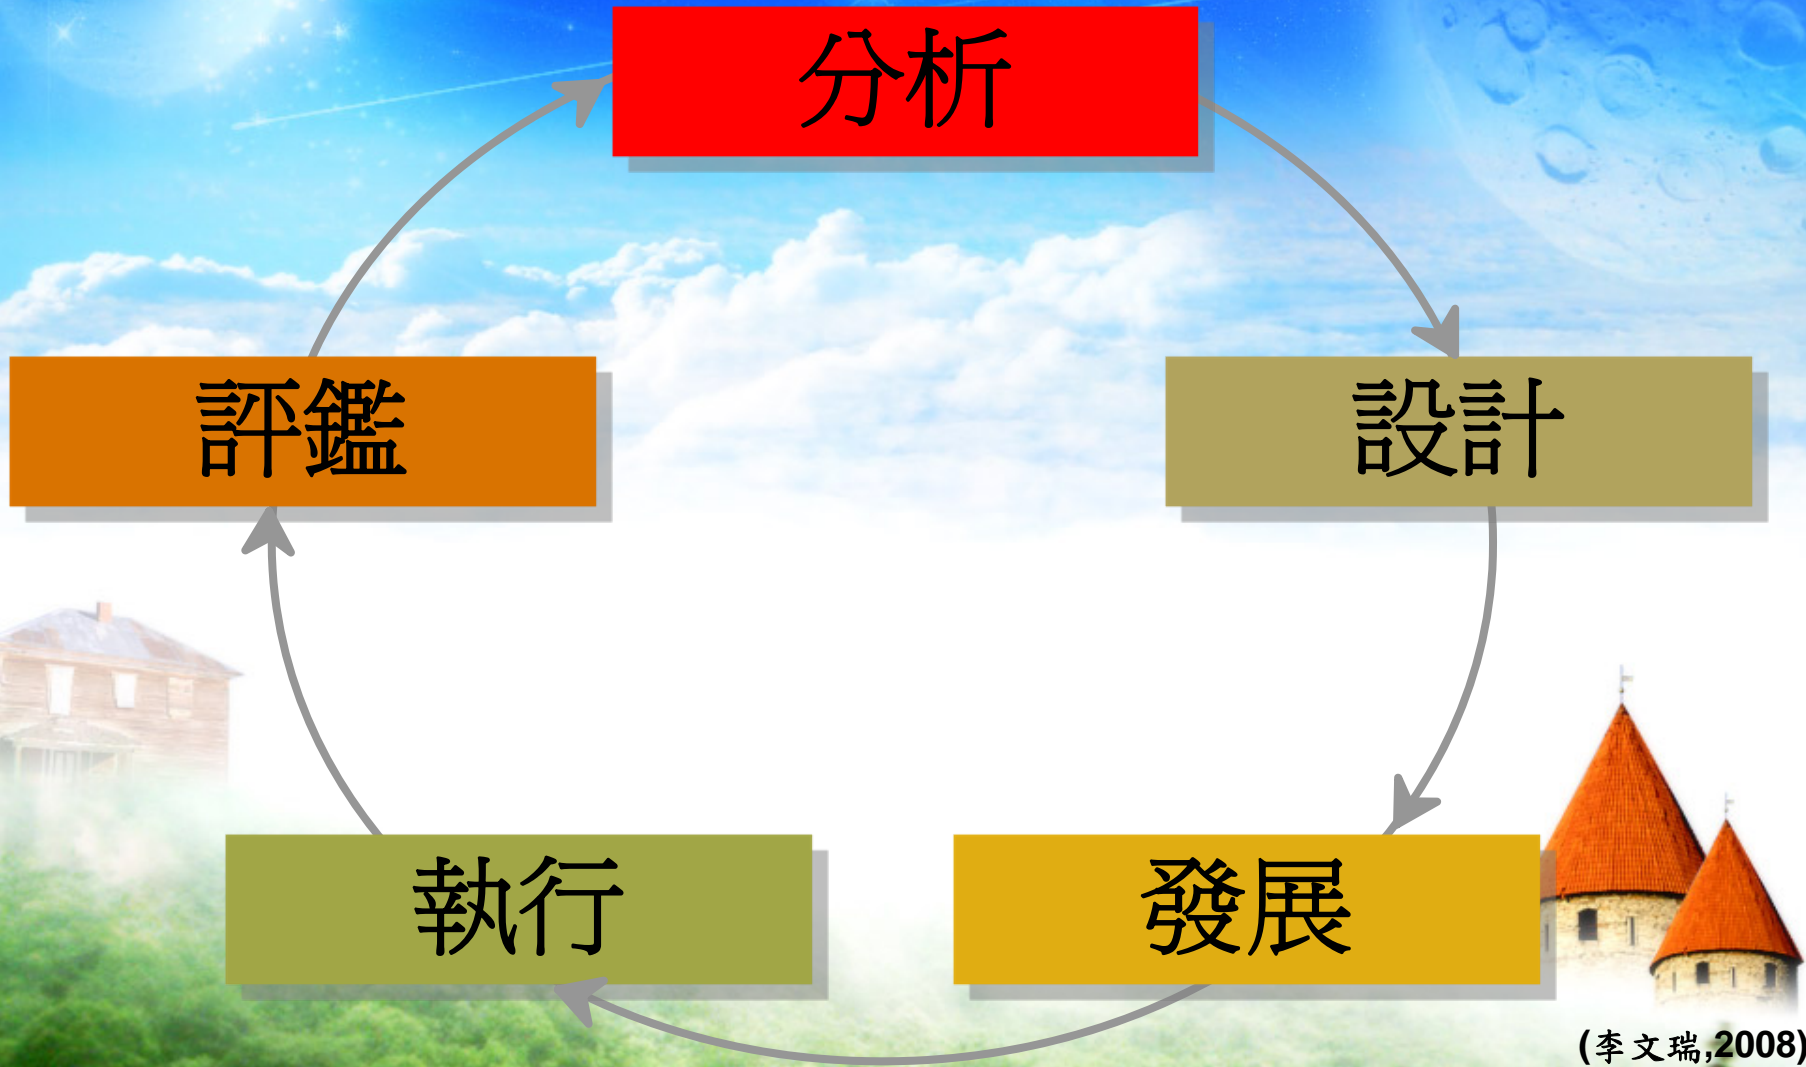 分析
設計
發展
執行
評鑑
(李文瑞,2008)